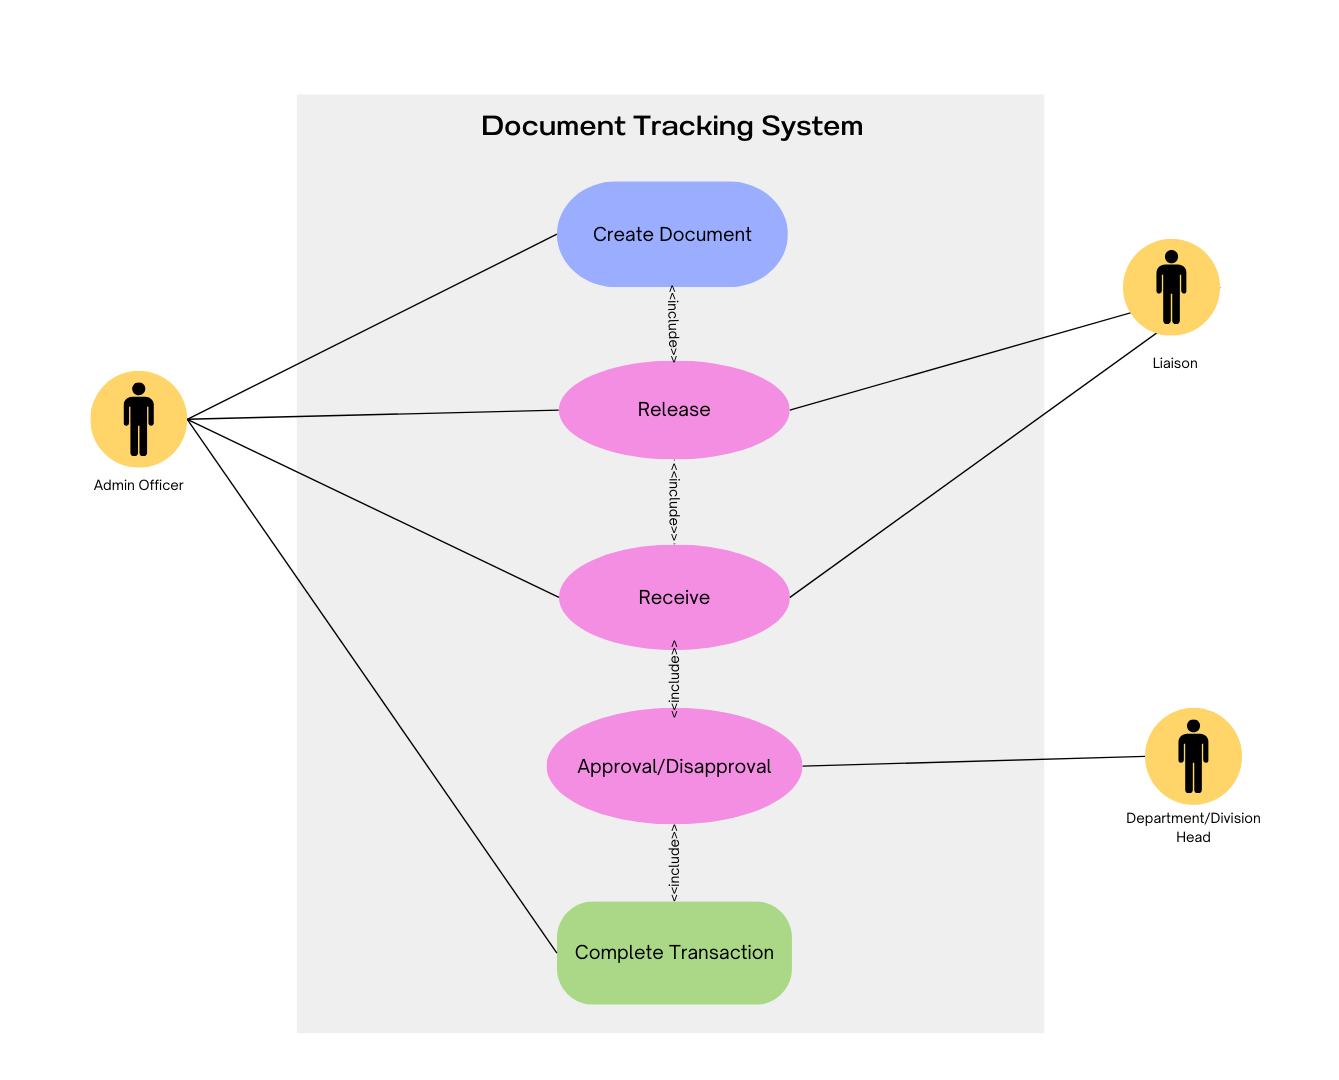 Document Tracking System
Create Document
<<include>>
Release
<<include>>
Receive
<<include>>
Approval/Disapproval
<<include>>
Complete Transaction
Admin Officer
Liaison
Department/Division
Head